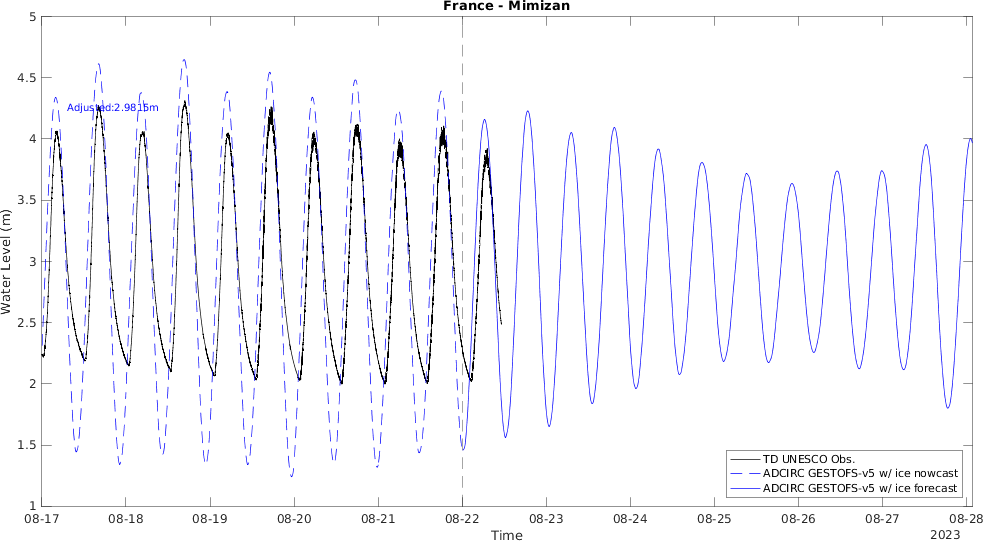 France - Mimizan
5
4.5
4
3.5
3
2.5
2
1.5
1
Water Level (m)
Adjusted:2.9815m
TD UNESCO Obs.
ADCIRC GESTOFS-v5 w/ ice nowcast
ADCIRC GESTOFS-v5 w/ ice forecast
08-17 08-18 08-19 08-20 08-21 08-22 08-23 08-24 08-25 08-26 08-27 08-28
Time
2023